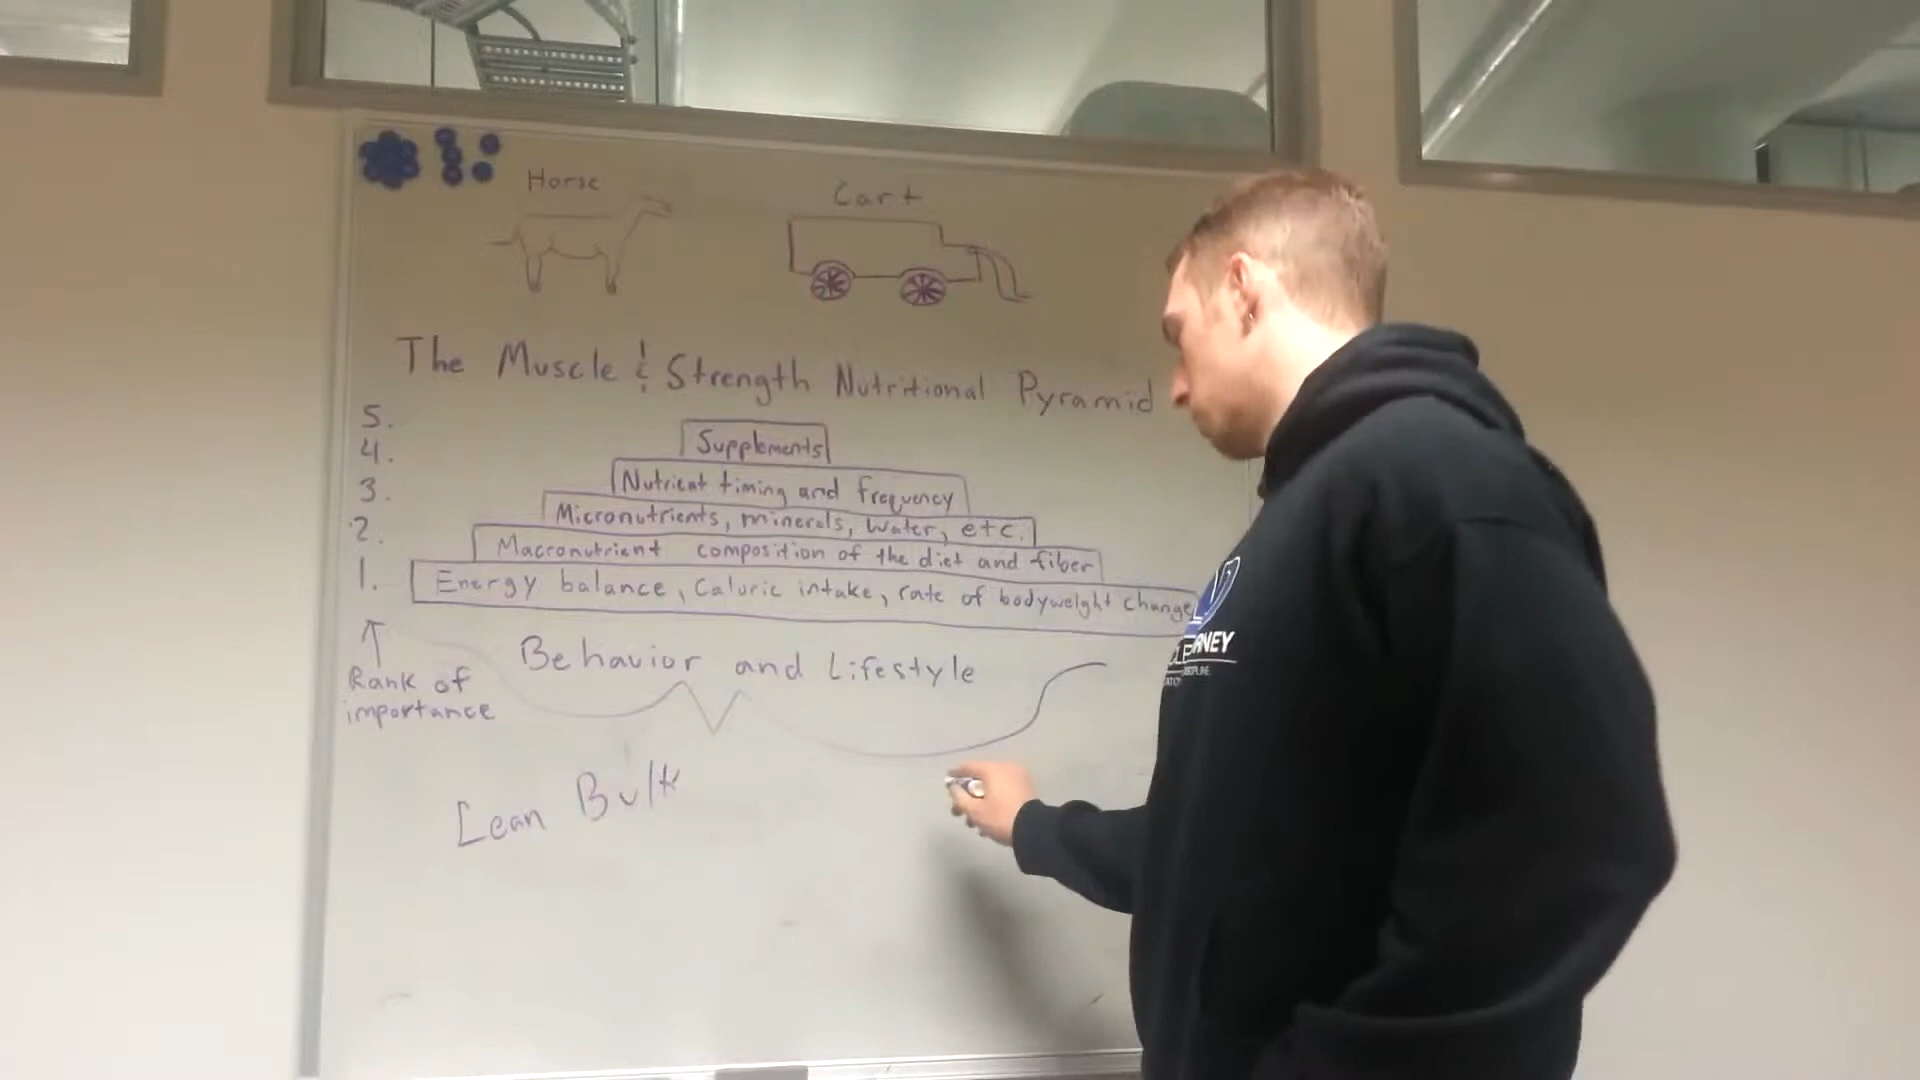 Horse
Cart
The Muscle & Strength Nutritional Pyramid
5.
Supplements
4.
Nutrient timing and frequency
3.
Micronutrients, minerals, water, etc.
2.
Macronutrient composition of the diet and fiber
1.
Energy balance, Caloric intake, rate of bodyweight change
Rank of
importance
Behavior and Lifestyle
Lean Bulk